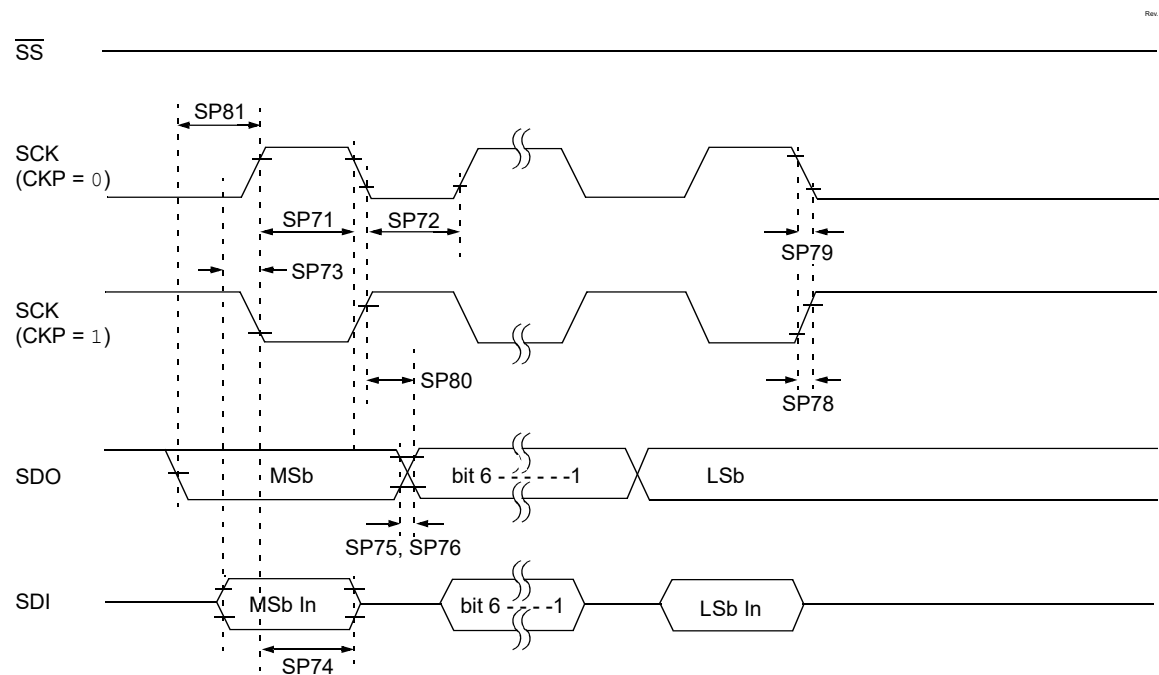 Rev.
SS
SP81
SCK
(CKP = 0)
SP71
SP72
SP79
SP73
SCK
(CKP = 1)
SP80
SP78
SDO
MSb
bit 6 - - - - - -1
LSb
SP75, SP76
SDI
MSb In
bit 6 - - - - -1
LSb In
SP74